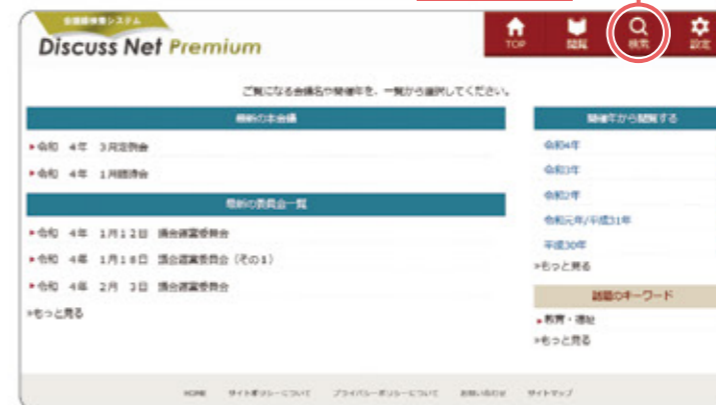 会議録検索システム
Discuss Net Premium
TOP
閲覧
検索
設定
ご覧になる会議名や開催年を、一覧から選択してください。
最新の本会議
令和 4年 3月定例会
令和 4年 1月臨時会
最新の委員会一覧
令和 4年 1月12日 議会運営委員会
令和 4年 1月18日 議会運営委員会（その1）
令和 4年 2月 3日 議会運営委員会
»もっと見る
開催年から閲覧する
令和4年
令和3年
令和2年
令和元年/平成31年
平成30年
»もっと見る
話題のキーワード
教育・福祉
»もっと見る
HOME サイトポリシーについて プライバシーポリシーについて お問い合わせ サイトマップ